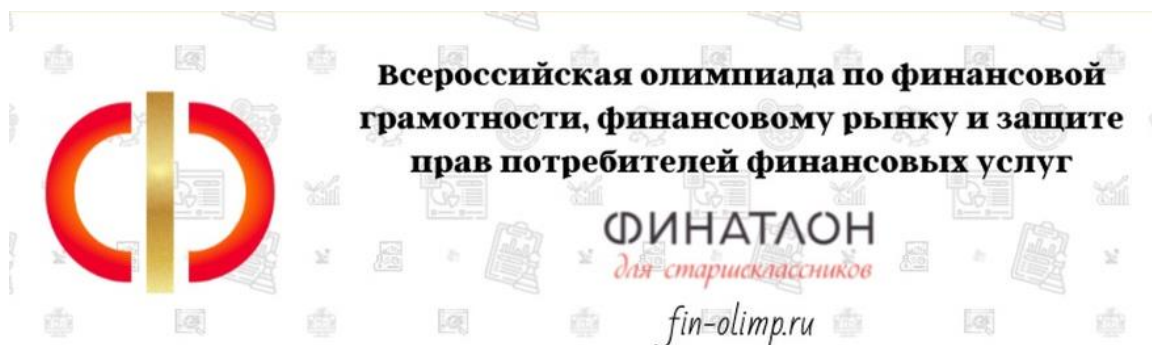 Всероссийская олимпиада по финансовой
грамотности, финансовому рынку и защите
прав потребителей финансовых услуг
ФИНАТЛОН
для старшеклассников
fin-olimp.ru